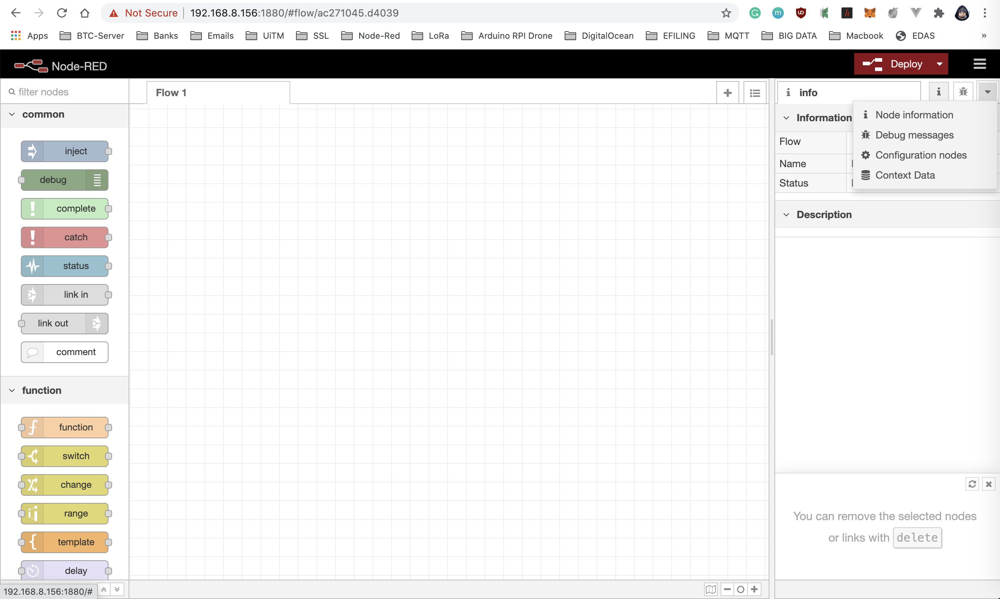 Not Secure 192.168.8.156:1880/#flow/ac271045.d4039
Apps BTC-Server Banks Emails UiTM SSL Node-Red LoRa Arduino RPI Drone DigitalOcean EFILING MQTT BIG DATA Macbook EDAS »
Node-RED Deploy
filter nodes
Flow 1
info
common
inject
debug
complete
catch
status
link in
link out
comment
function
function
switch
change
range
template
delay
Information
Flow
Name
Status
Node information
Debug messages
Configuration nodes
Context Data
Description
You can remove the selected nodes
or links with delete
192.168.8.156:1880/#